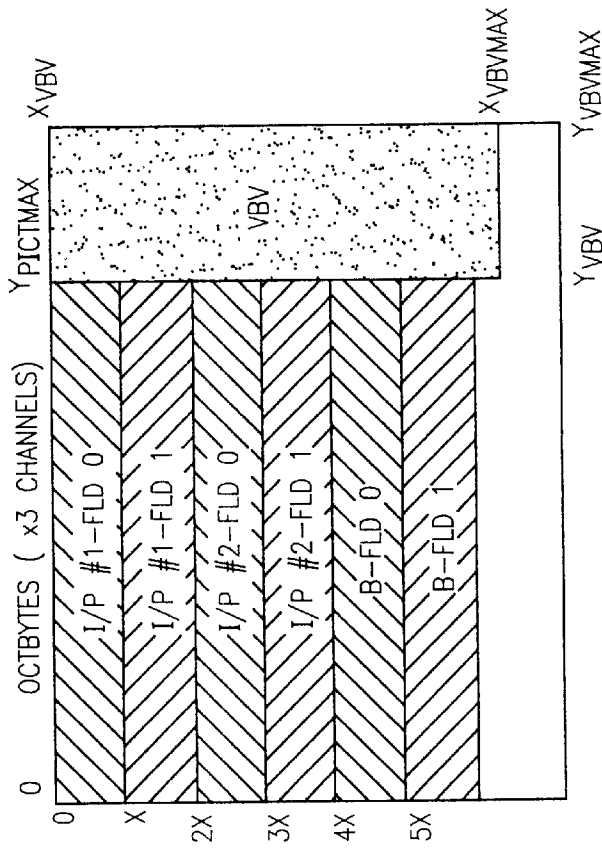 0 OCTBYTES ( x3 CHANNELS) YPICTMAX
XVBV
0
X
2X
3X
4X
5X
I/P #1-FLD 0
I/P #1-FLD 1
I/P #2-FLD 0
I/P #2-FLD 1
B-FLD 0
B-FLD 1
VBV
XVBVMAX
YVBV
YVBVMAX